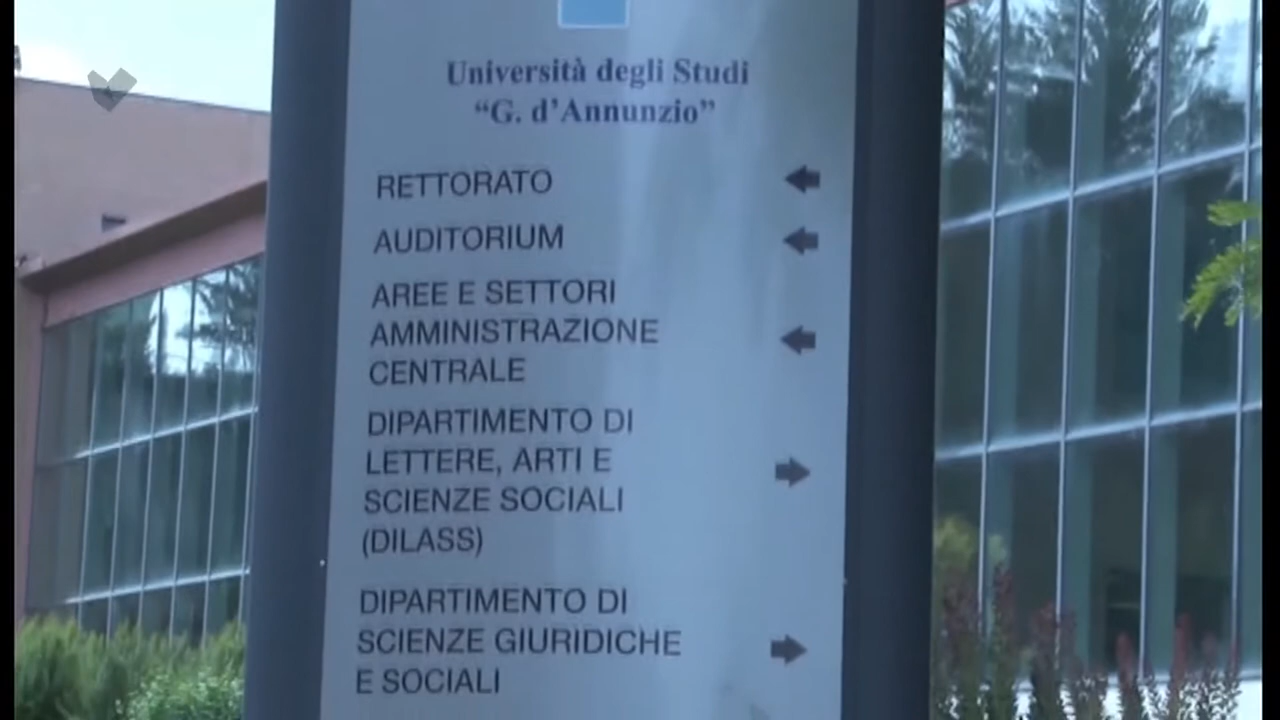 Università degli Studi
“G. d’Annunzio”
RETTORATO
AUDITORIUM
AREE E SETTORI
AMMINISTRAZIONE
CENTRALE
DIPARTIMENTO DI
LETTERE, ARTI E
SCIENZE SOCIALI
(DILASS)
DIPARTIMENTO DI
SCIENZE GIURIDICHE
E SOCIALI